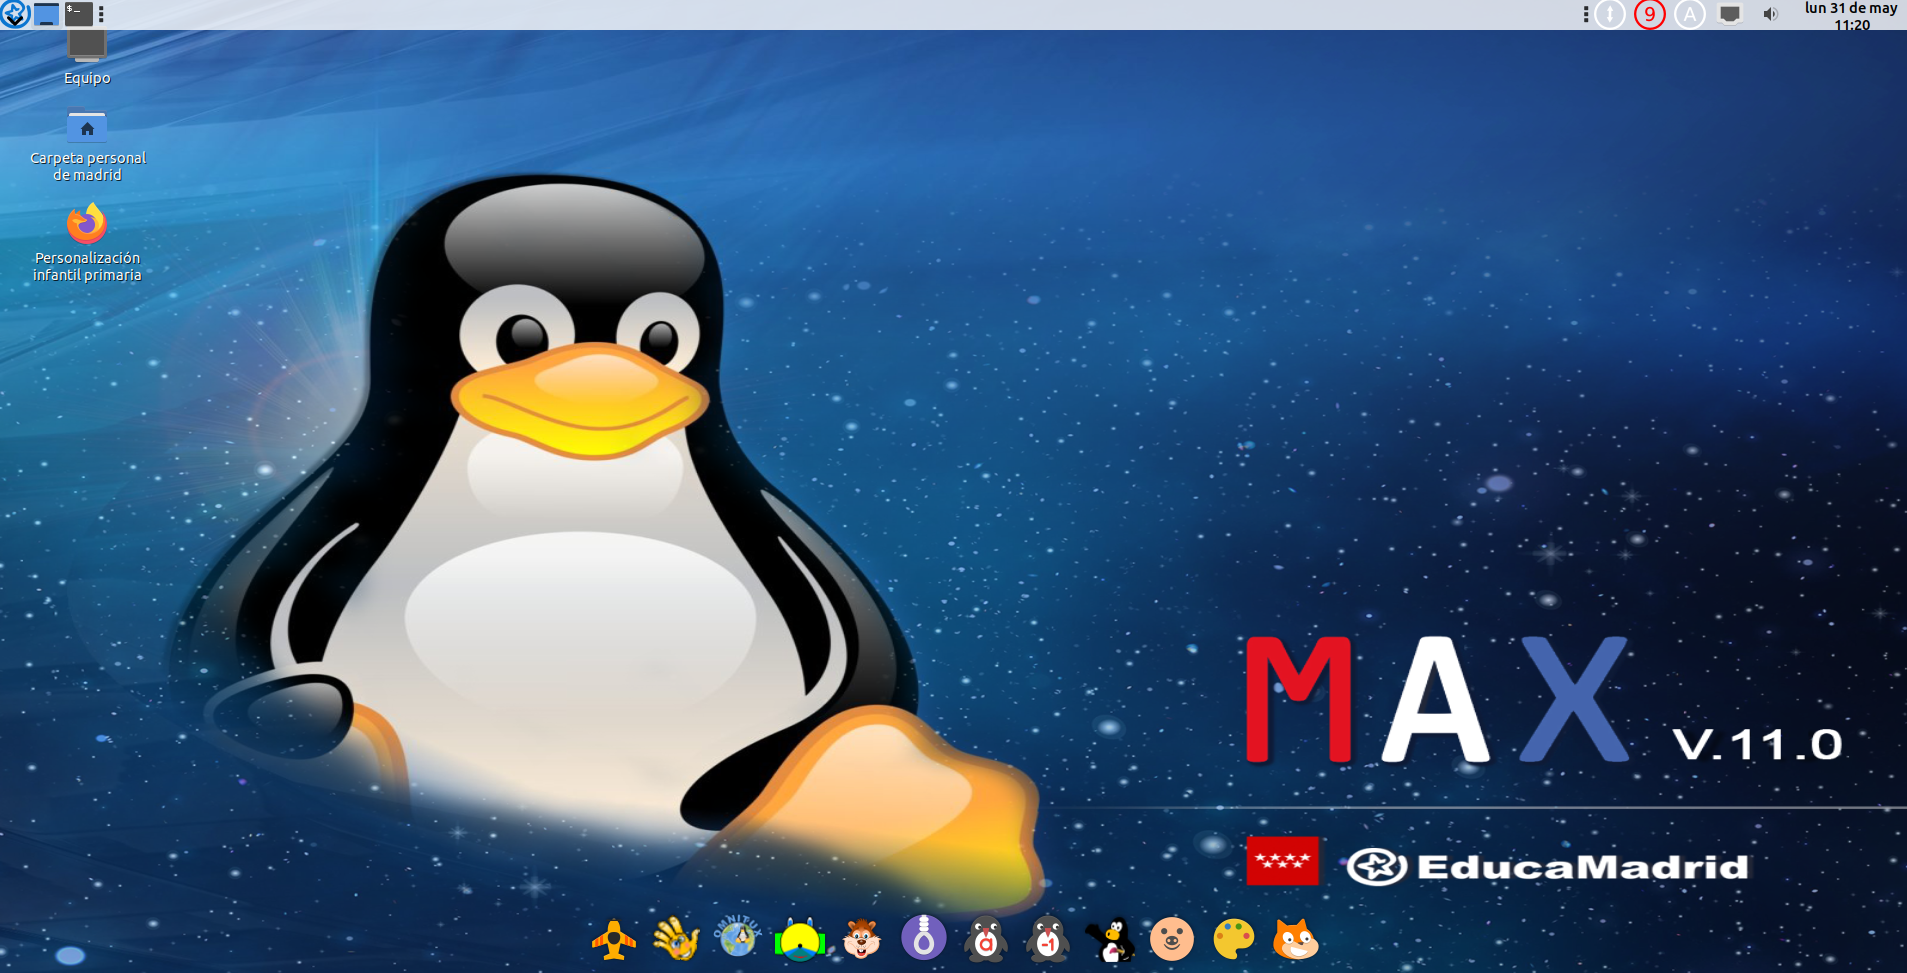 $_
9
A
lun 31 de may
11:20
Equipo
Carpeta personal
de madrid
Personalización
infantil primaria
MAX V.11.0
EducaMadrid
OMNITUX
a
-1